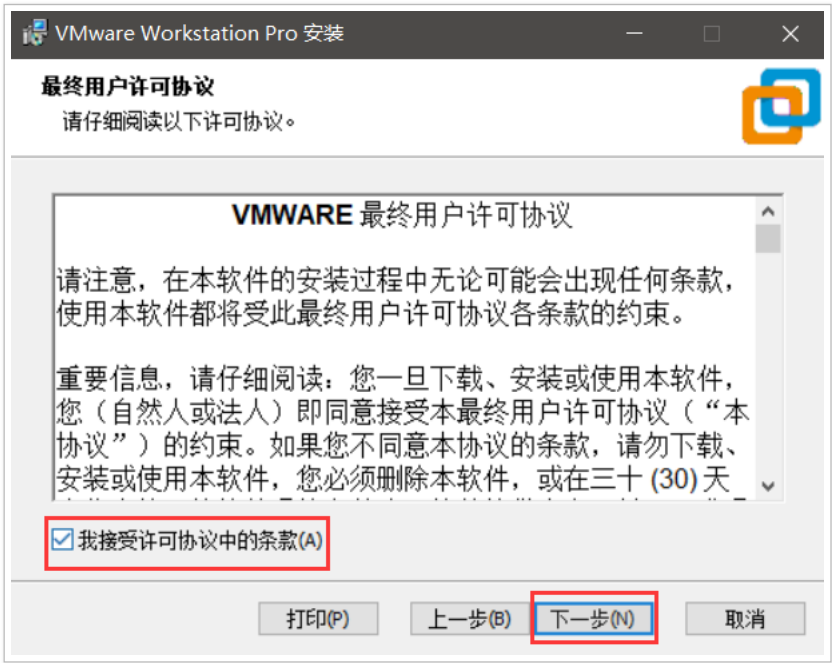 VMware Workstation Pro 安装
最终用户许可协议
请仔细阅读以下许可协议。
VMWARE 最终用户许可协议
请注意，在本软件的安装过程中无论可能会出现任何条款，
使用本软件都将受此最终用户许可协议各条款的约束。
重要信息，请仔细阅读：您一旦下载、安装或使用本软件，
您（自然人或法人）即同意接受本最终用户许可协议（“本
协议”）的约束。如果您不同意本协议的条款，请勿下载、
安装或使用本软件，您必须删除本软件，或在三十 (30) 天
我接受许可协议中的条款(A)
打印(P) 上一步(B) 下一步(N) 取消